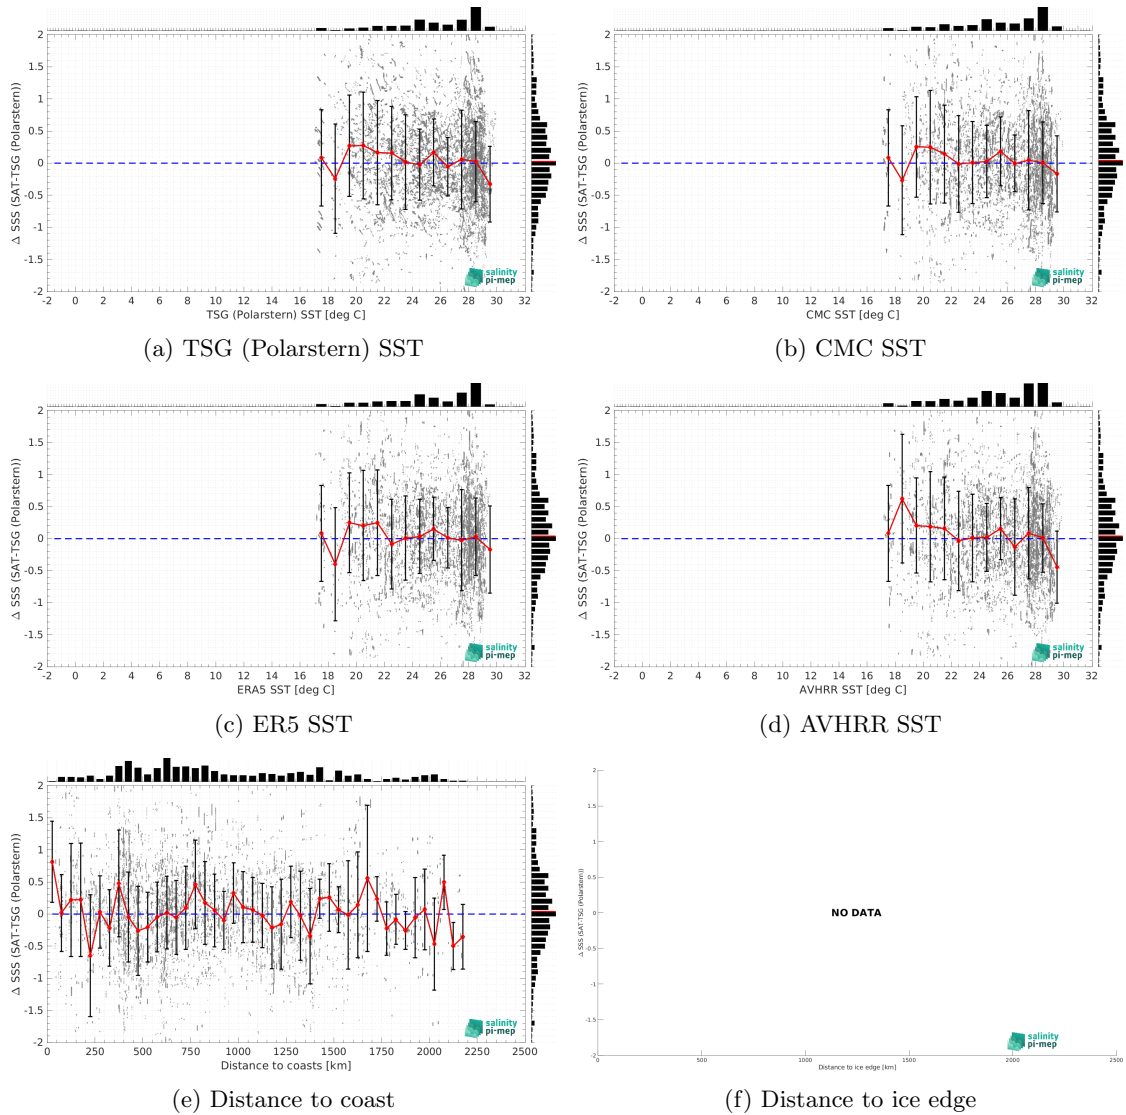 2
1.5
1
0.5
0
-0.5
-1
-1.5
-2
Δ SSS (SAT-TSG (Polarstern))
-2 0 2 4 6 8 10 12 14 16 18 20 22 24 26 28 30 32
TSG (Polarstern) SST [deg C]
salinity
pi-mep
(a) TSG (Polarstern) SST
2
1.5
1
0.5
0
-0.5
-1
-1.5
-2
Δ SSS (SAT-TSG (Polarstern))
-2 0 2 4 6 8 10 12 14 16 18 20 22 24 26 28 30 32
CMC SST [deg C]
salinity
pi-mep
(b) CMC SST
2
1.5
1
0.5
0
-0.5
-1
-1.5
-2
Δ SSS (SAT-TSG (Polarstern))
-2 0 2 4 6 8 10 12 14 16 18 20 22 24 26 28 30 32
ERA5 SST [deg C]
salinity
pi-mep
(c) ER5 SST
2
1.5
1
0.5
0
-0.5
-1
-1.5
-2
Δ SSS (SAT-TSG (Polarstern))
-2 0 2 4 6 8 10 12 14 16 18 20 22 24 26 28 30 32
AVHRR SST [deg C]
salinity
pi-mep
(d) AVHRR SST
2
1.5
1
0.5
0
-0.5
-1
-1.5
-2
Δ SSS (SAT-TSG (Polarstern))
0 250 500 750 1000 1250 1500 1750 2000 2250 2500
Distance to coasts [km]
salinity
pi-mep
(e) Distance to coast
2
1.5
1
0.5
0
-0.5
-1
-1.5
-2
Δ SSS (SAT-TSG (Polarstern))
NO DATA
0 500 1000 1500 2000 2500
Distance to ice edge [km]
salinity
pi-mep
(f) Distance to ice edge